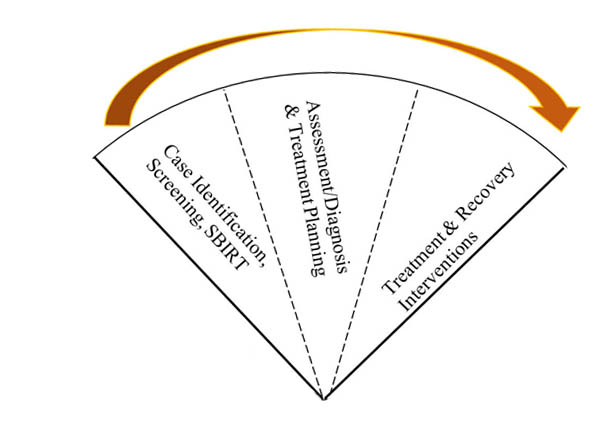 Case Identification,
Screening, SBIRT
Assessment/Diagnosis
& Treatment Planning
Treatment & Recovery
Interventions